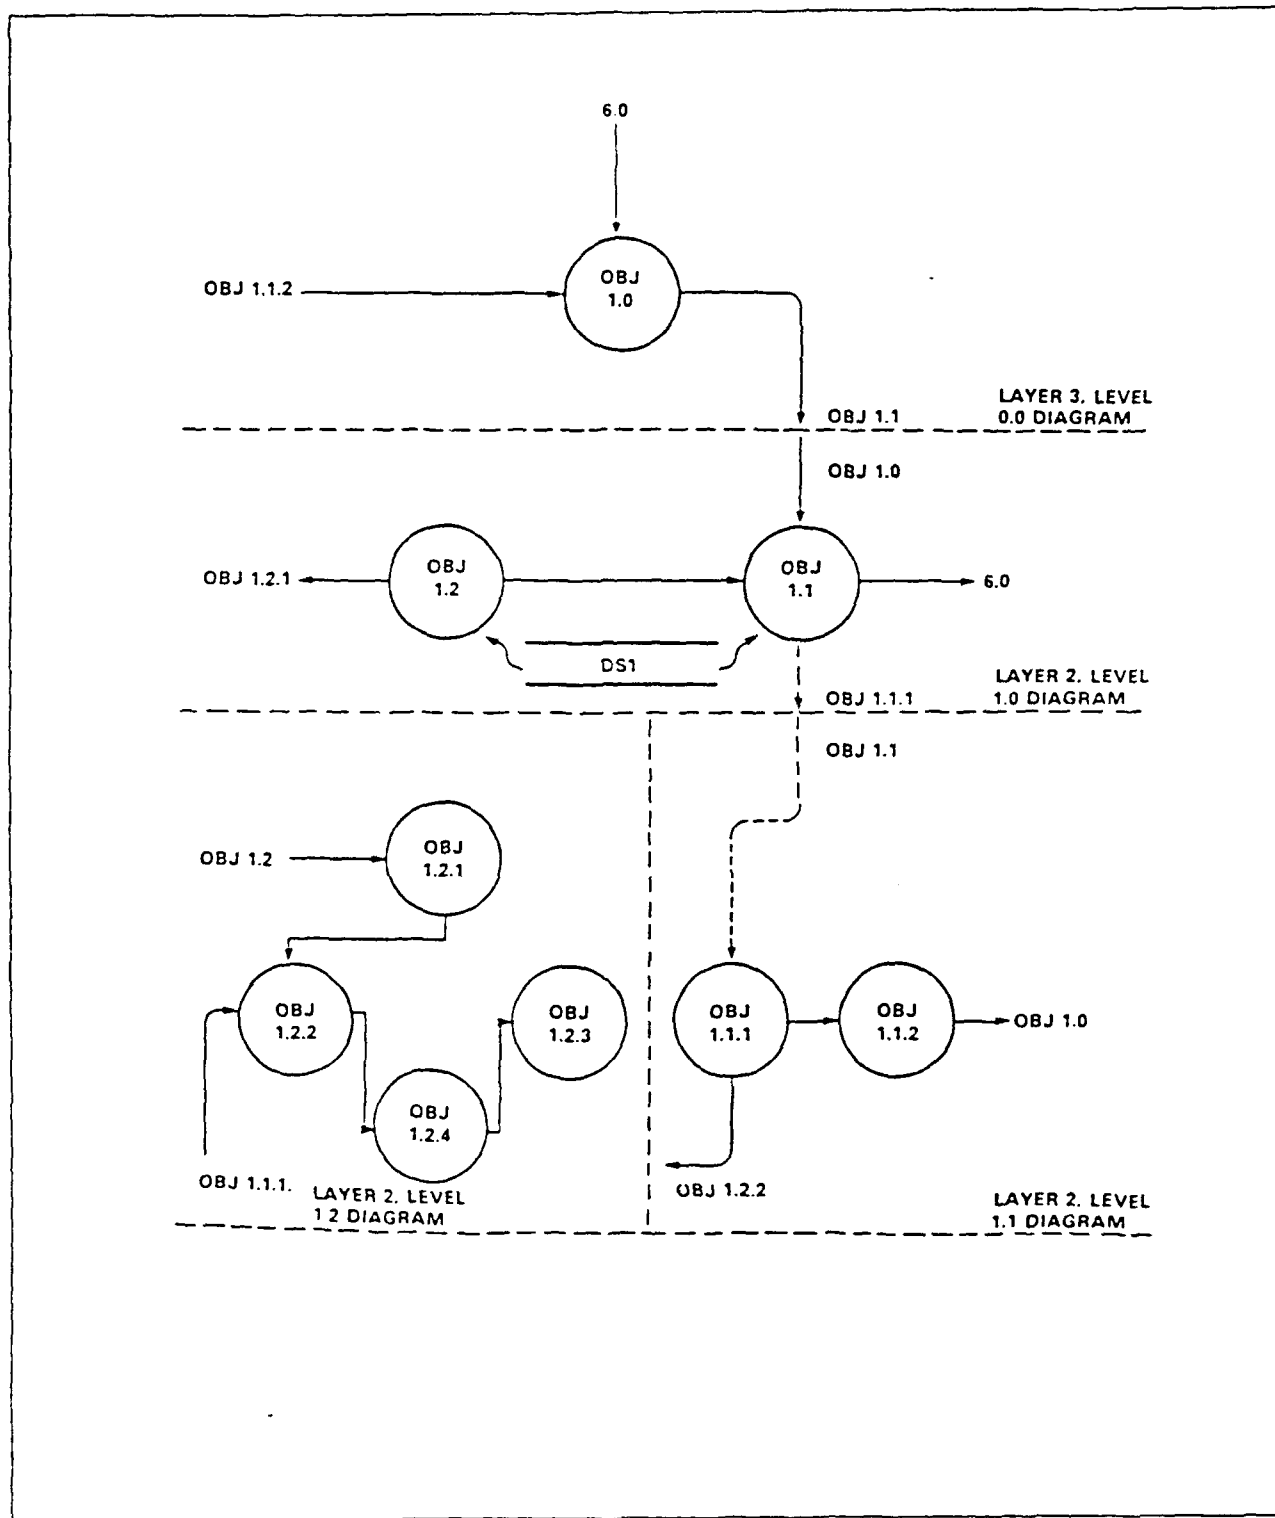 6.0
OBJ
1.0
OBJ 1.1.2
OBJ 1.1
LAYER 3. LEVEL
0.0 DIAGRAM
OBJ 1.0
OBJ 1.2.1
OBJ
1.2
OBJ
1.1
6.0
DS1
OBJ 1.1.1
LAYER 2. LEVEL
1.0 DIAGRAM
OBJ 1.1
OBJ 1.2
OBJ
1.2.1
OBJ
1.2.2
OBJ
1.2.3
OBJ
1.1.1
OBJ
1.1.2
OBJ 1.0
OBJ
1.2.4
OBJ 1.1.1.
LAYER 2. LEVEL
1.2 DIAGRAM
OBJ 1.2.2
LAYER 2. LEVEL
1.1 DIAGRAM